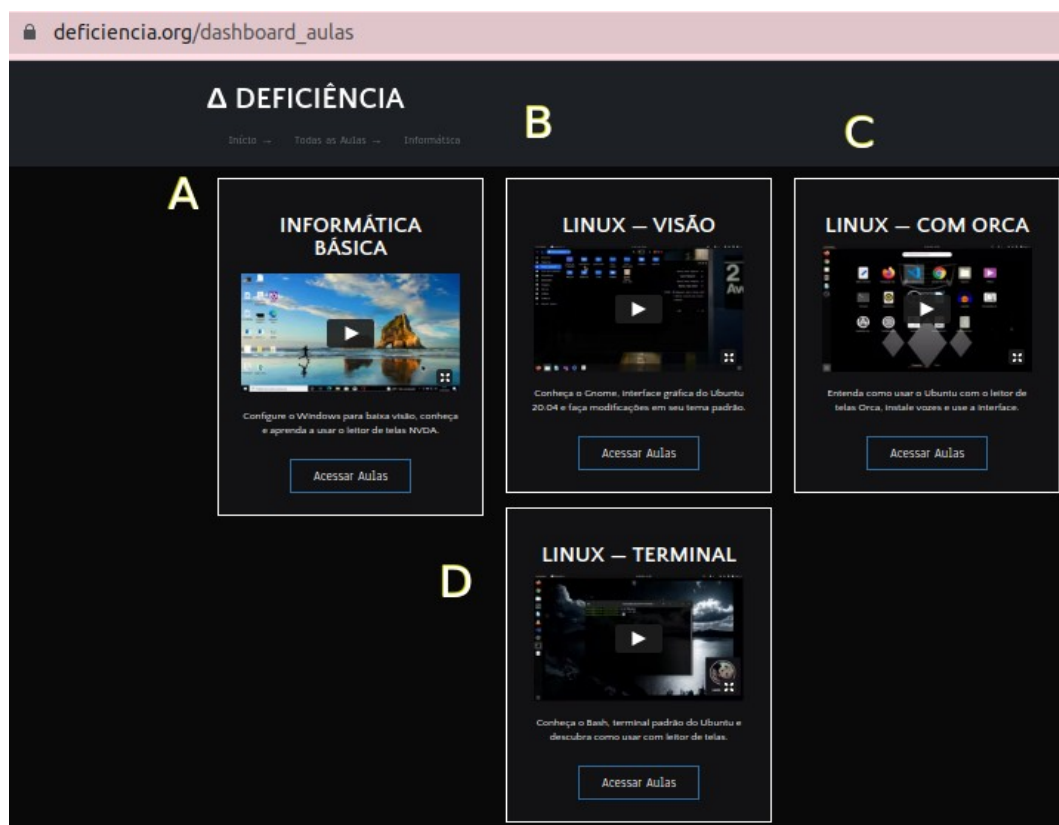 deficiencia.org/dashboard_aulas
Δ DEFICIÊNCIA
Início → Todas as Aulas → Informática
A
B
C
INFORMÁTICA
BÁSICA
Configure o Windows para baixa visão, conheça
e aprenda a usar o leitor de telas NVDA.
Acessar Aulas
LINUX — VISÃO
2
Conheça o Gnome, interface gráfica do Ubuntu
20.04 e faça modificações em seu tema padrão.
Acessar Aulas
LINUX — COM ORCA
Entenda como usar o Ubuntu com o leitor de
telas Orca, instale vozes e use a interface.
Acessar Aulas
D
LINUX — TERMINAL
Conheça o Bash, terminal padrão do Ubuntu e
descubra como usar com leitor de telas.
Acessar Aulas